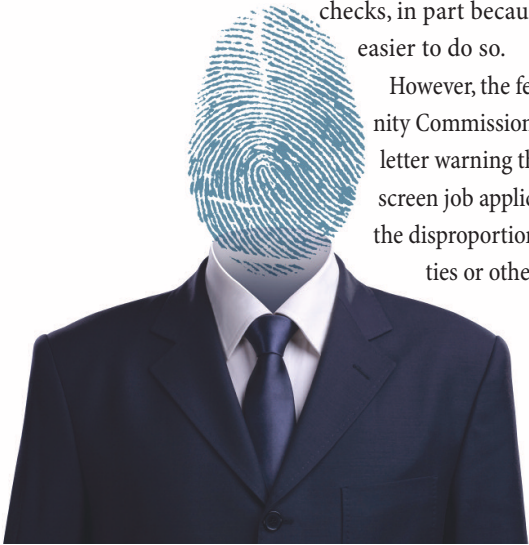 checks, in part becau
easier to do so.
However, the fe
nity Commission
letter warning th
screen job applic
the disproportion
ties or othe